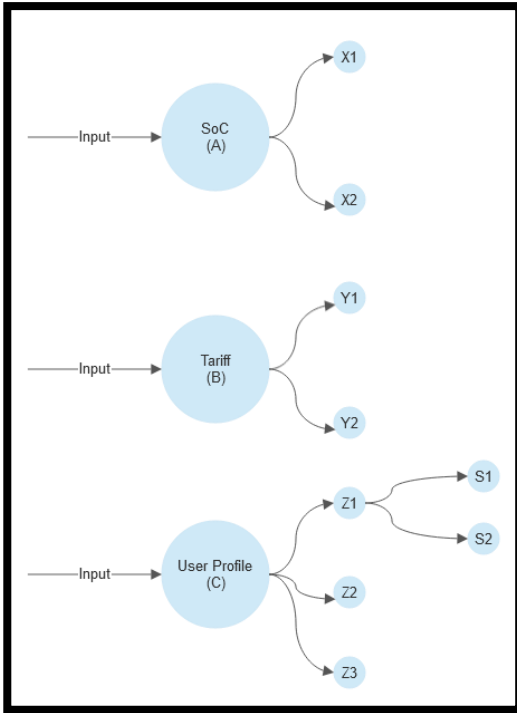 X1
Input
SoC
(A)
X2
Y1
Input
Tariff
(B)
Y2
S1
Z1
S2
Input
User Profile
(C)
Z2
Z3